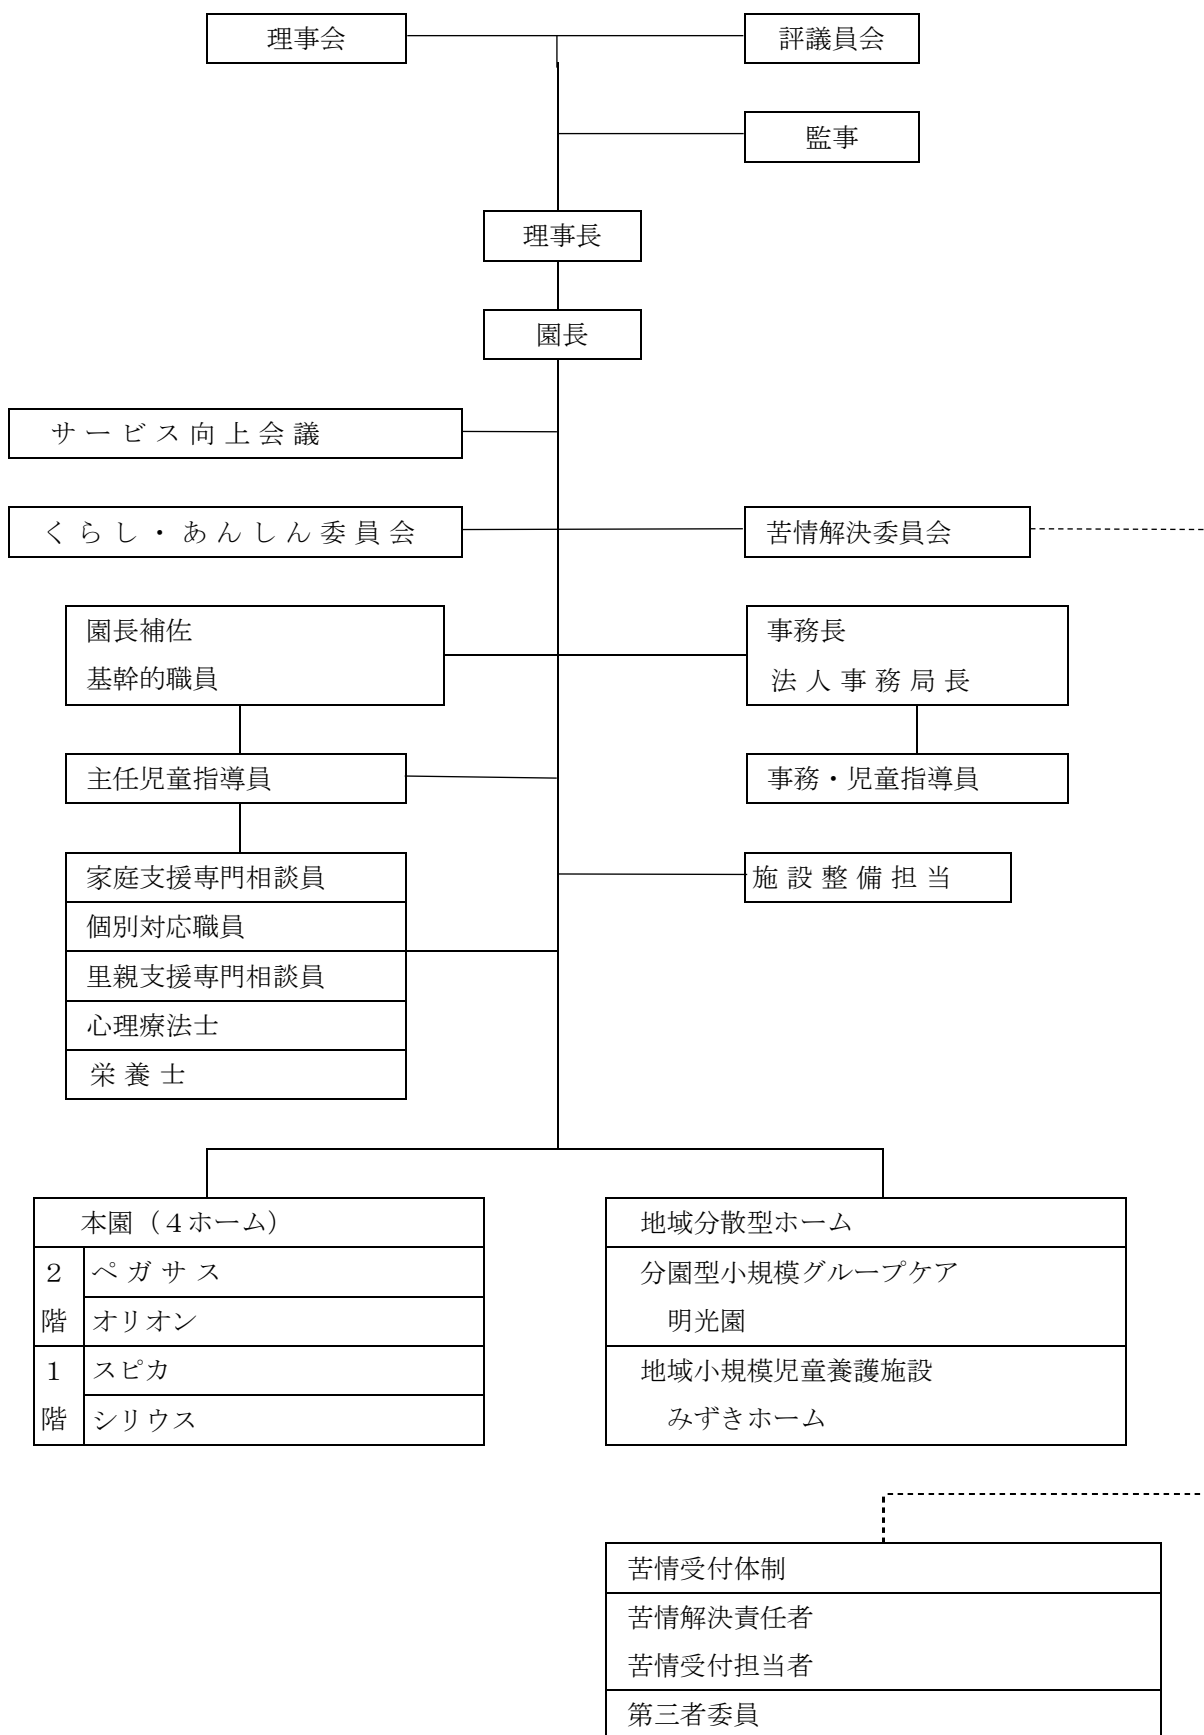 理事会
評議員会
監事
理事長
園長
サービス向上会議
くらし・あんしん委員会
苦情解決委員会
園長補佐
基幹的職員
事務長
法人事務局長
主任児童指導員
事務・児童指導員
家庭支援専門相談員
個別対応職員
里親支援専門相談員
心理療法士
栄養士
施設整備担当
本園（４ホーム）
２階
ペガサス
オリオン
１階
スピカ
シリウス
地域分散型ホーム
分園型小規模グループケア
明光園
地域小規模児童養護施設
みずきホーム
苦情受付体制
苦情解決責任者
苦情受付担当者
第三者委員